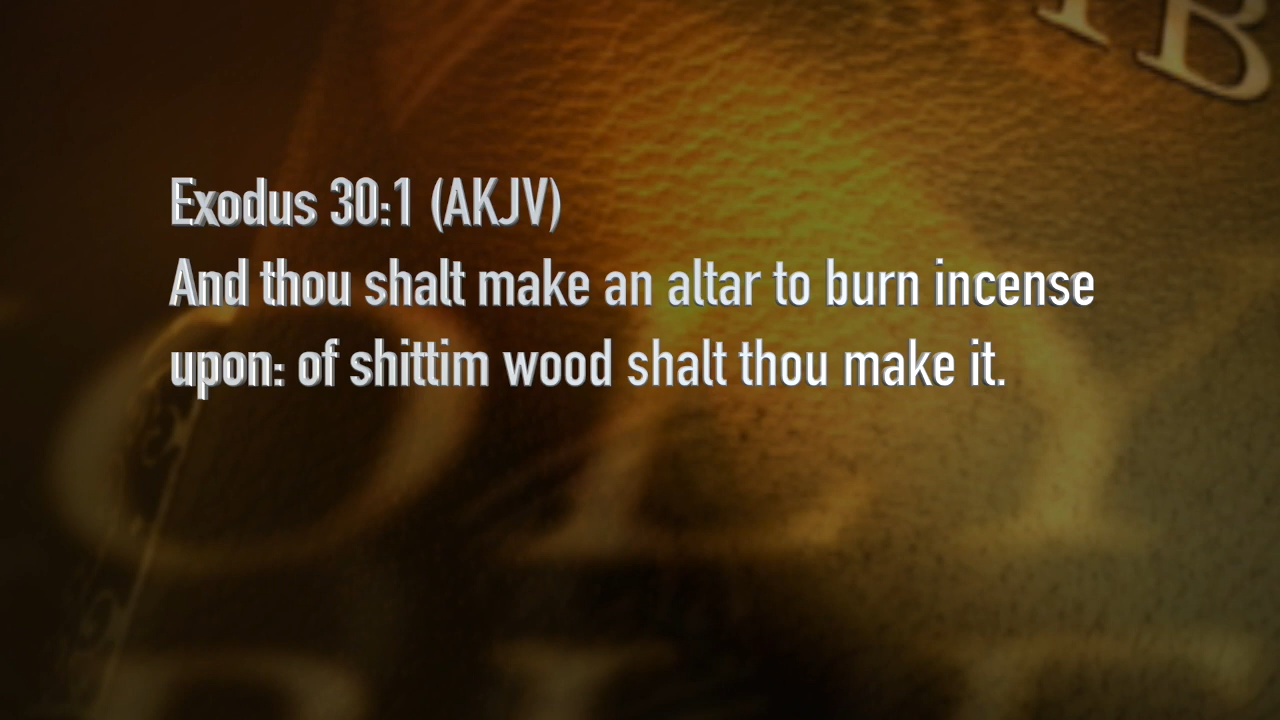 Exodus 30:1 (AKJV)
And thou shalt make an altar to burn incense
upon: of shittim wood shalt thou make it.